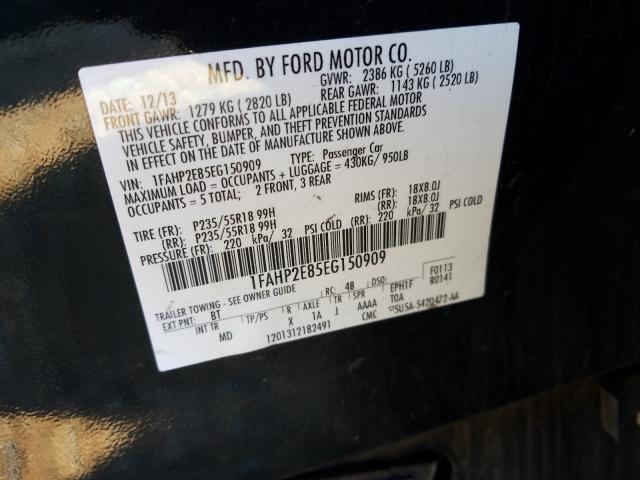 MFD. BY FORD MOTOR CO.
DATE: 12/13 GVWR: 2386 KG ( 5260 LB)
FRONT GAWR: 1279 KG ( 2820 LB) REAR GAWR: 1143 KG ( 2520 LB)
THIS VEHICLE CONFORMS TO ALL APPLICABLE FEDERAL MOTOR
VEHICLE SAFETY, BUMPER, AND THEFT PREVENTION STANDARDS
IN EFFECT ON THE DATE OF MANUFACTURE SHOWN ABOVE.
VIN: 1FAHP2E85EG150909 TYPE: Passenger Car
MAXIMUM LOAD = OCCUPANTS + LUGGAGE = 430KG/ 950LB
OCCUPANTS = 5 TOTAL; 2 FRONT, 3 REAR
TIRE (FR): P235/55R18 99H RIMS (FR): 18X8.0J
(RR): P235/55R18 99H (RR): 18X8.0J
PRESSURE (FR): 220 kPa/ 32 PSI COLD (RR): 220 kPa/ 32 PSI COLD
1FAHP2E85EG150909
TRAILER TOWING - SEE OWNER GUIDE RC: 48 DSO: F0113
EXT PNT: BT R AXLE TR SPR EPH1F R0141
INT TR TP/PS X 1A J AAAA TOA
MD 1201312182491 CMC 5U5A-5420472-AA